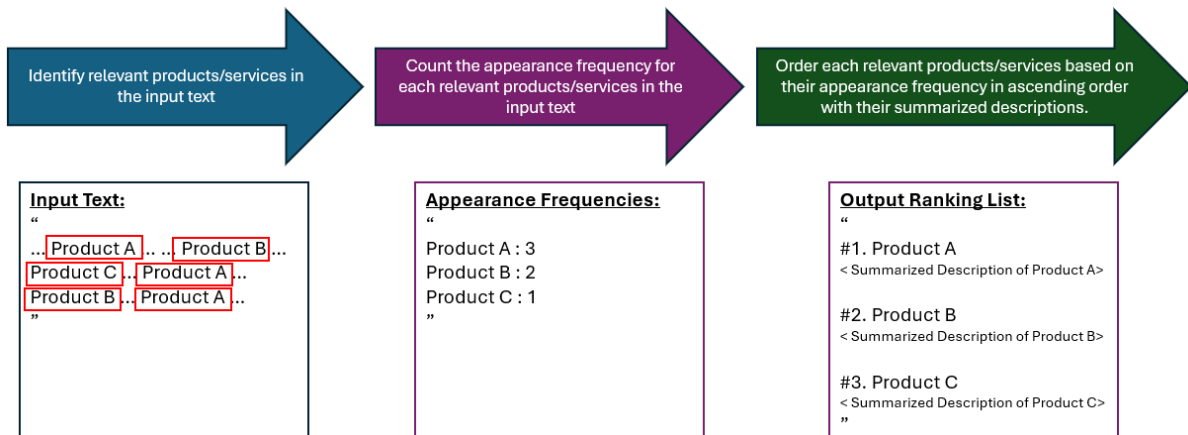 Identify relevant products/services in
the input text
Count the appearance frequency for
each relevant products/services in the
input text
Order each relevant products/services based on
their appearance frequency in ascending order
with their summarized descriptions.
Input Text:
“
... Product A .. ... Product B ...
Product C ... Product A ...
Product B ... Product A ...
”
Appearance Frequencies:
“
Product A : 3
Product B : 2
Product C : 1
”
Output Ranking List:
“
#1. Product A
< Summarized Description of Product A>
#2. Product B
< Summarized Description of Product B>
#3. Product C
< Summarized Description of Product C>
”